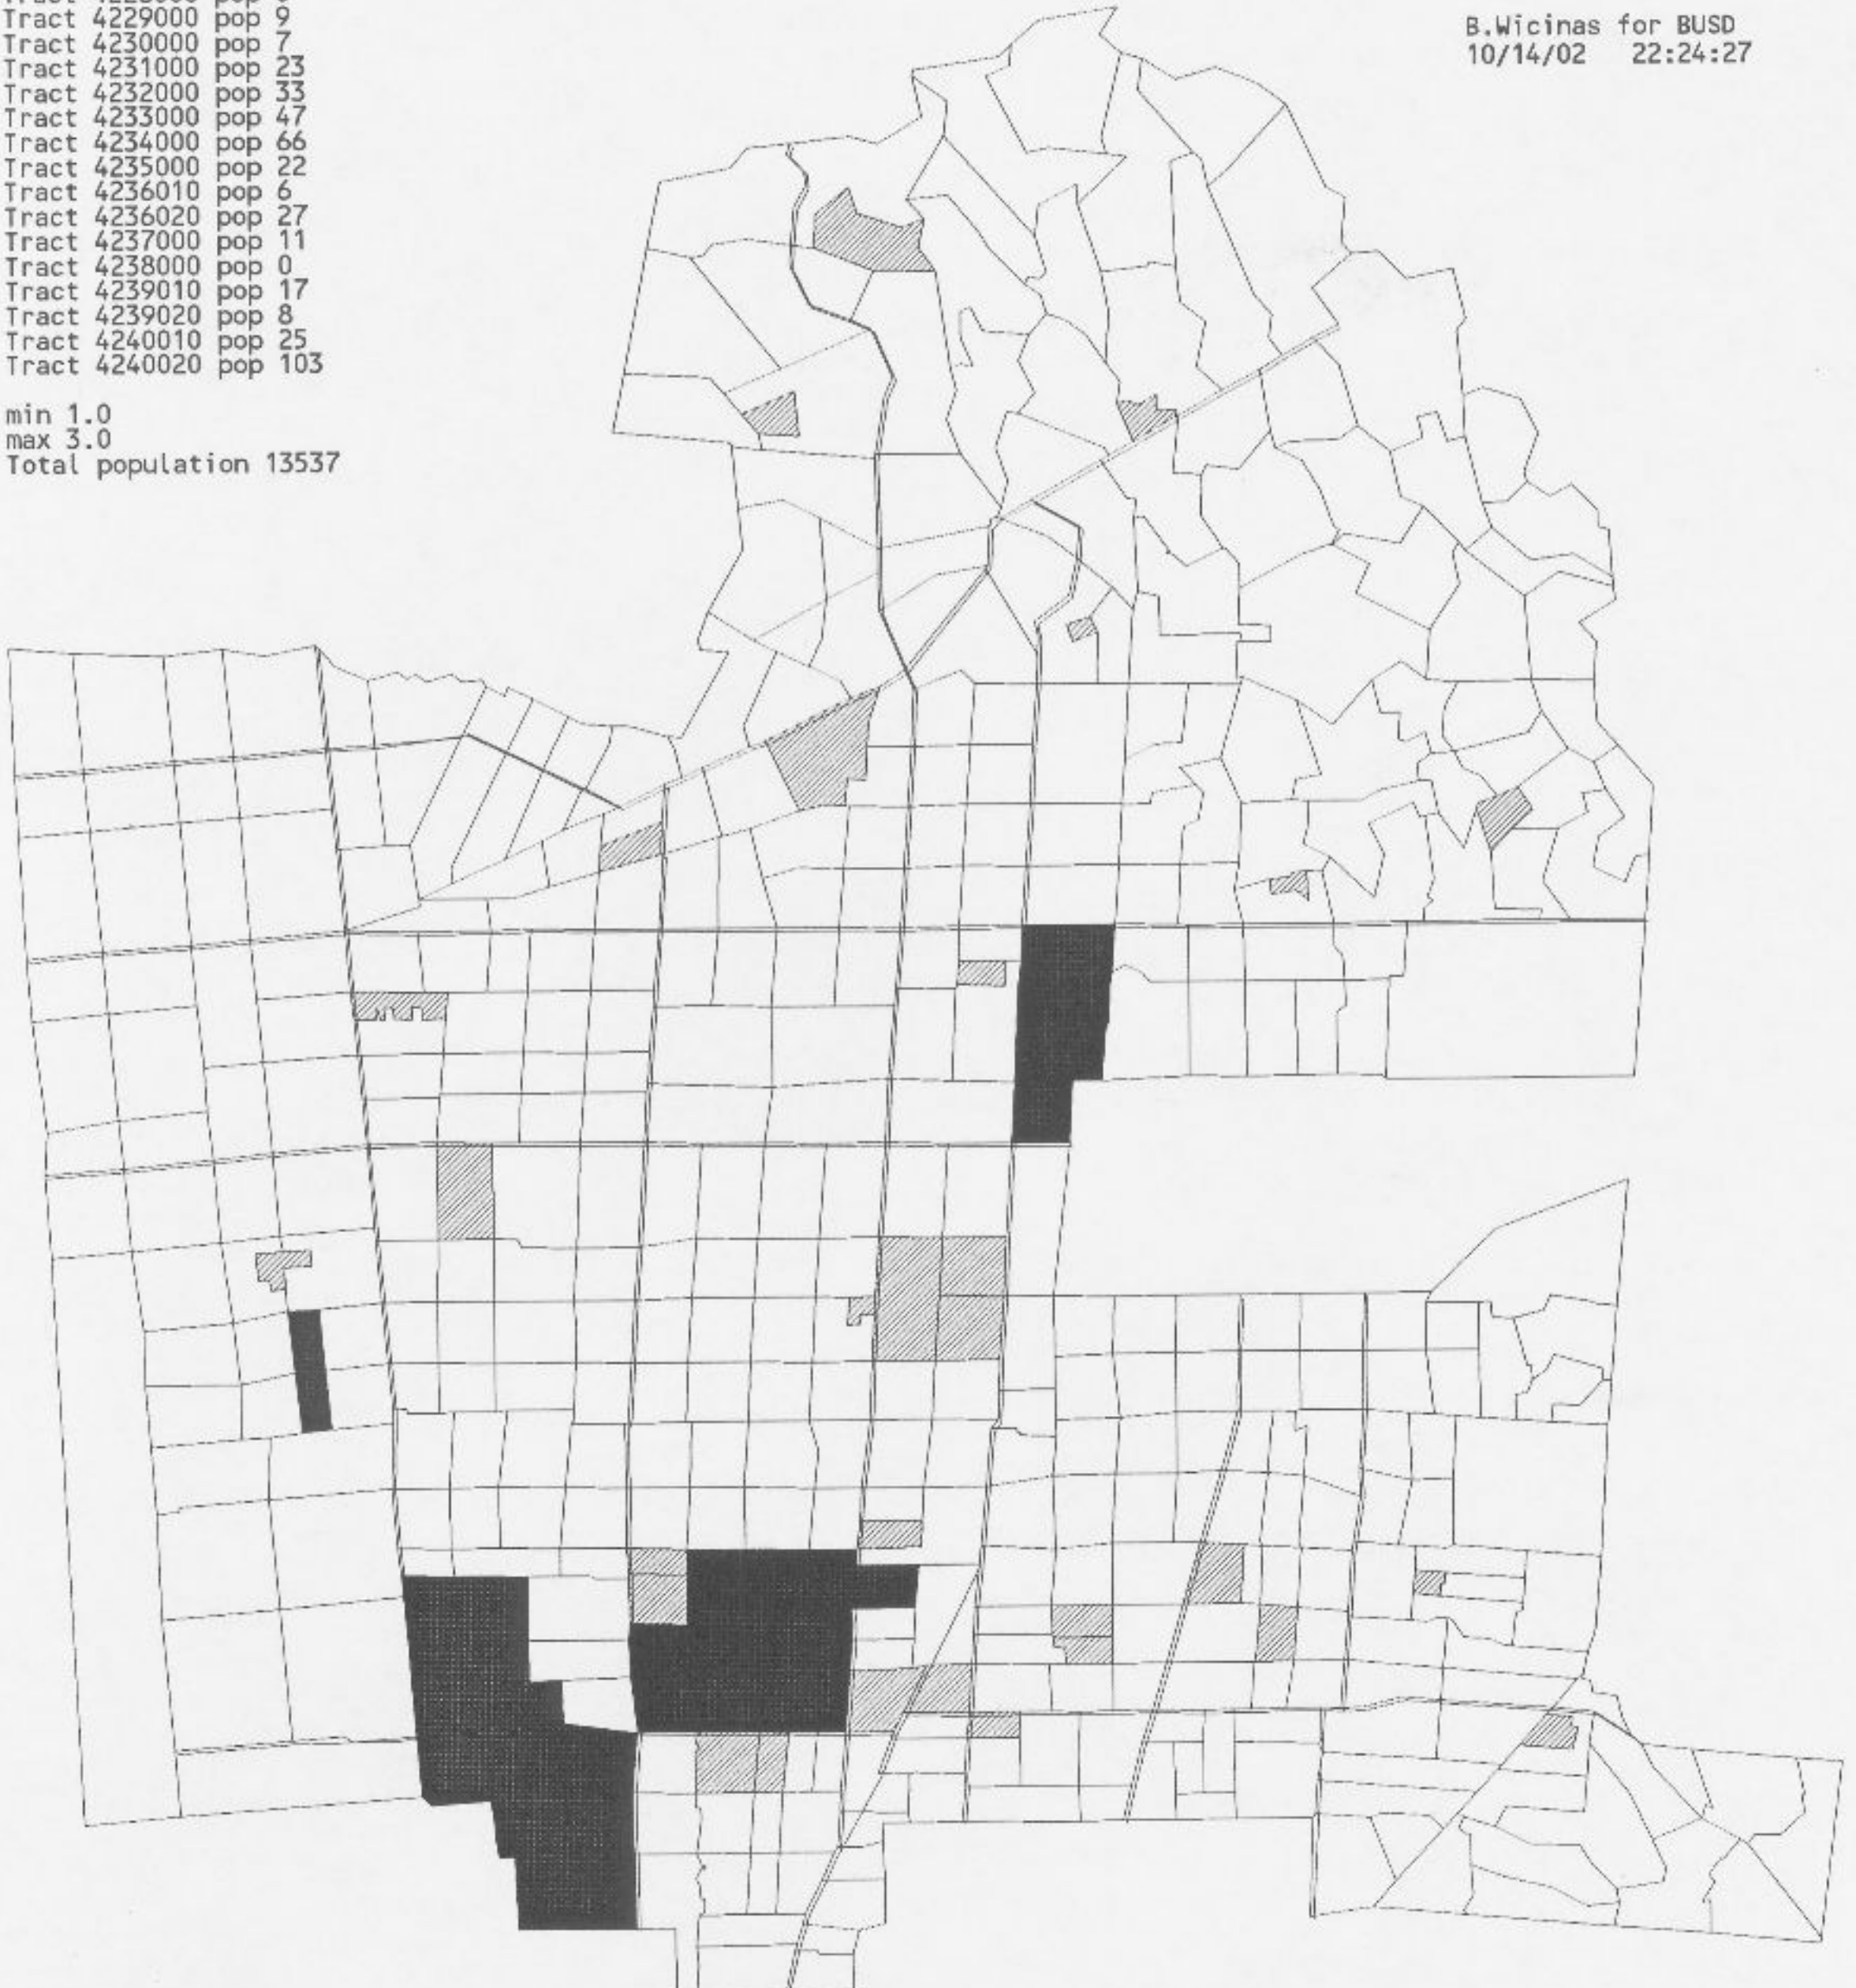 Tract 4229000 pop 9
Tract 4230000 pop 7
Tract 4231000 pop 23
Tract 4232000 pop 33
Tract 4233000 pop 47
Tract 4234000 pop 66
Tract 4235000 pop 22
Tract 4236010 pop 6
Tract 4236020 pop 27
Tract 4237000 pop 11
Tract 4238000 pop 0
Tract 4239010 pop 17
Tract 4239020 pop 8
Tract 4240010 pop 25
Tract 4240020 pop 103
min 1.0
max 3.0
Total population 13537
B.Wicinas for BUSD
10/14/02 22:24:27